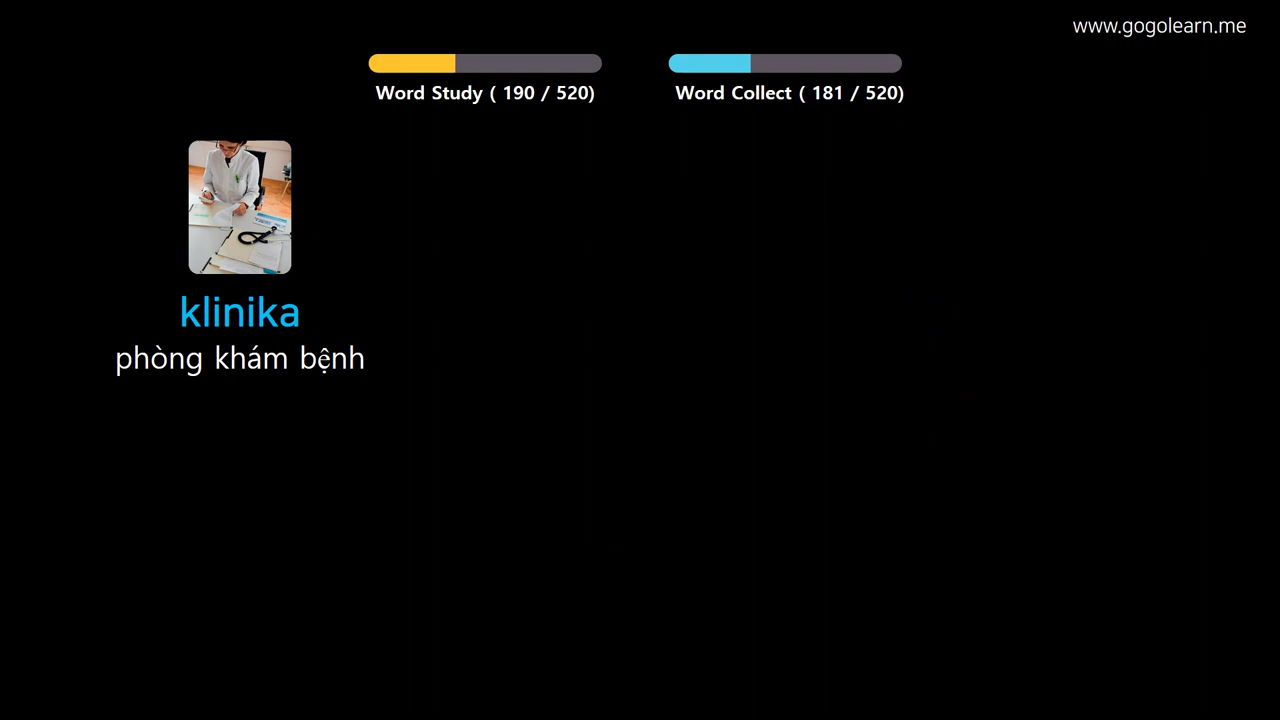 www.gogolearn.me
Word Study ( 190 / 520)
Word Collect ( 181 / 520)
klinika
phòng khám bệnh